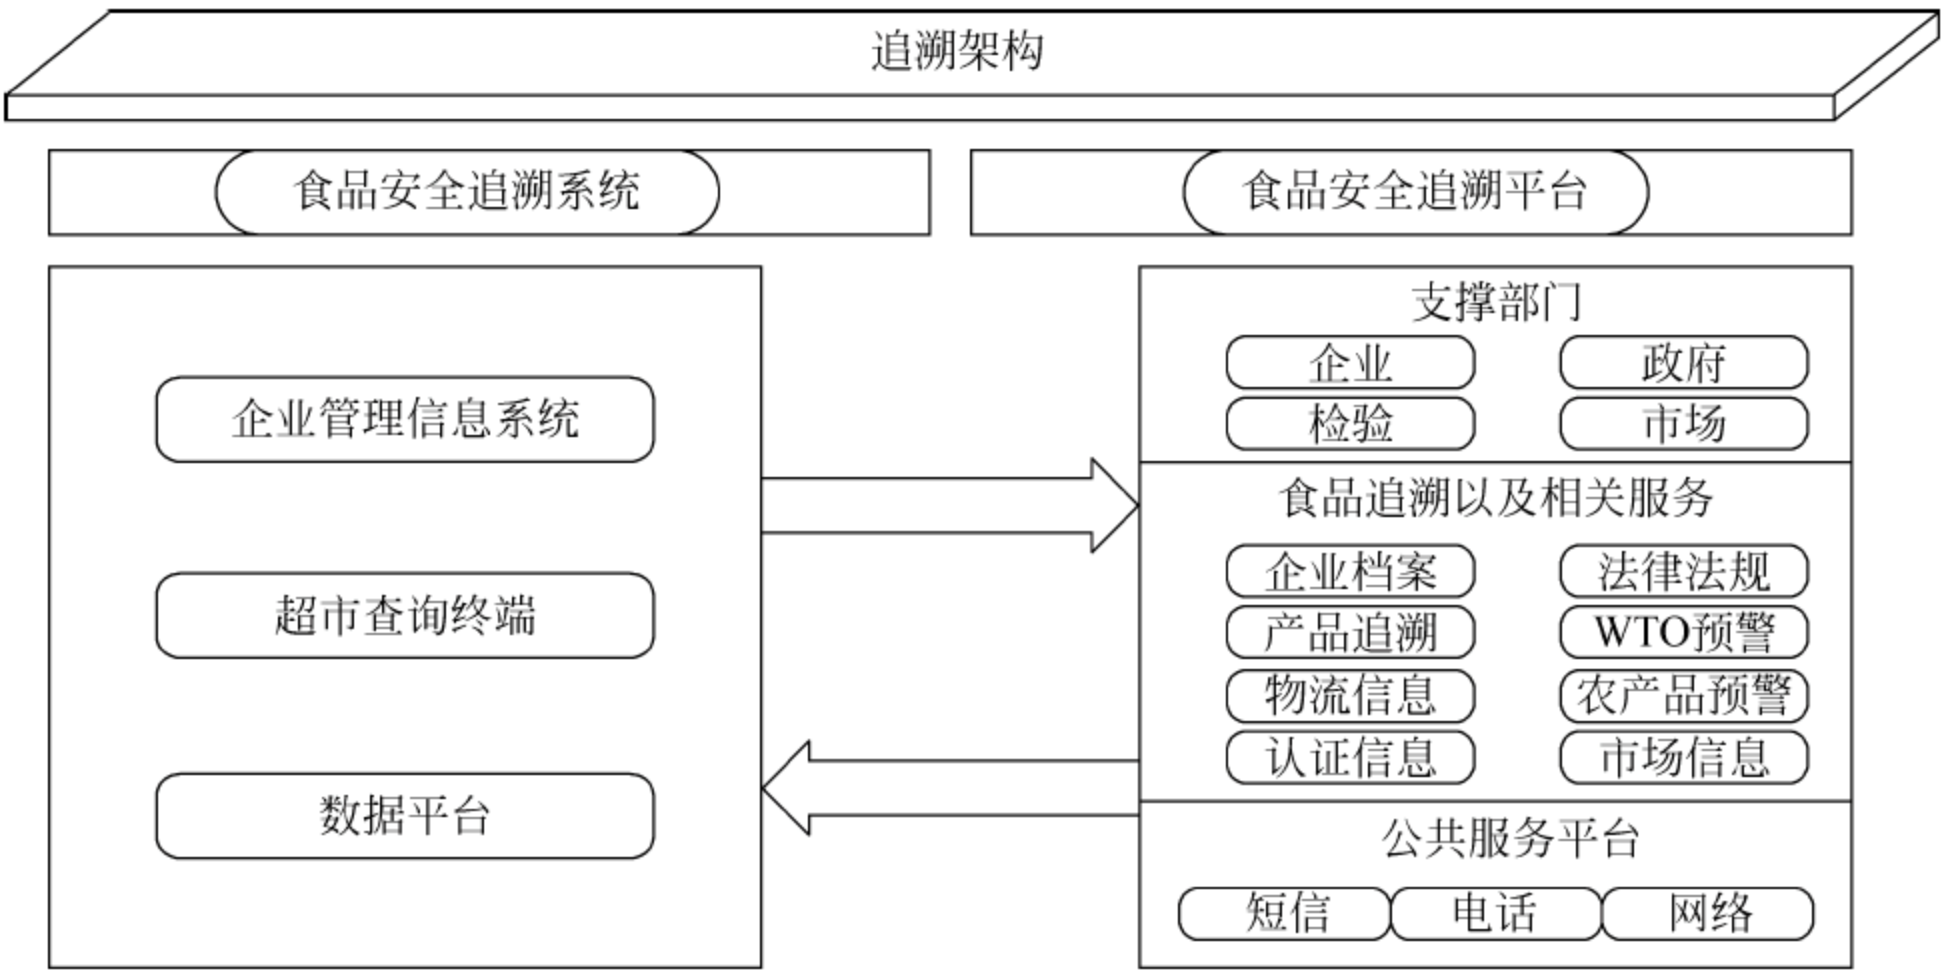 追溯架构
食品安全追溯系统
食品安全追溯平台
企业管理信息系统
超市查询终端
数据平台
支撑部门
企业
政府
检验
市场
食品追溯以及相关服务
企业档案
法律法规
产品追溯
WTO预警
物流信息
农产品预警
认证信息
市场信息
公共服务平台
短信
电话
网络